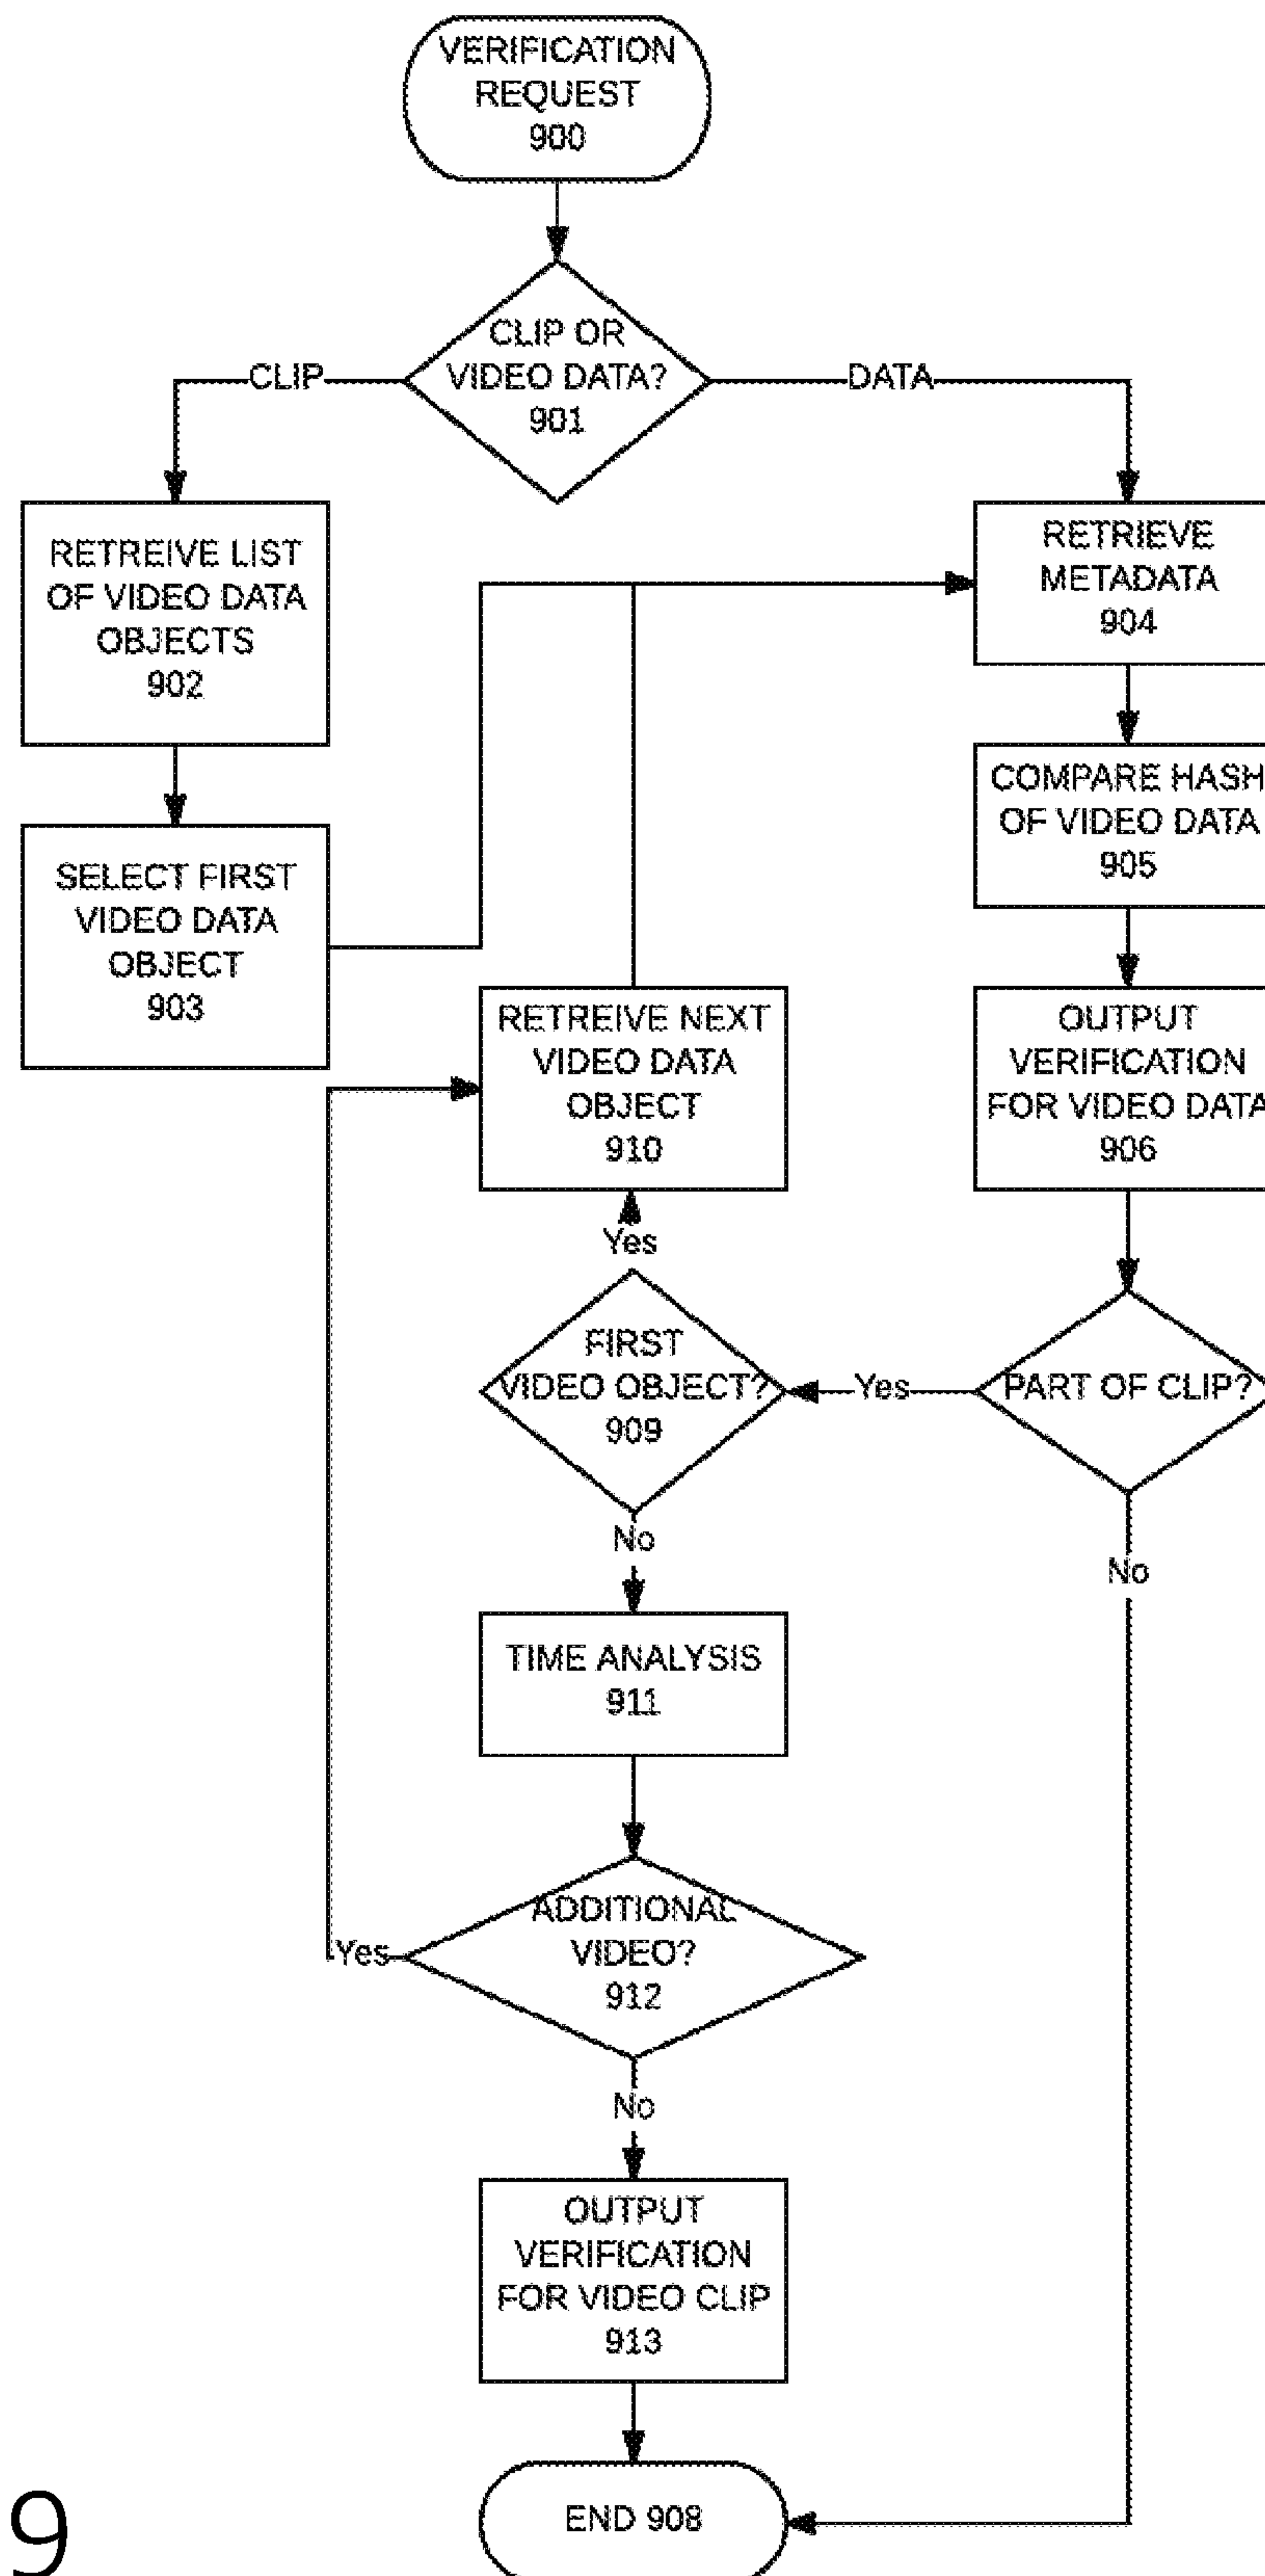 VERIFICATION
REQUEST
900
CLIP OR
VIDEO DATA?
901
CLIP
DATA
RETREIVE LIST
OF VIDEO DATA
OBJECTS
902
RETRIEVE
METADATA
904
COMPARE HASH
OF VIDEO DATA
905
SELECT FIRST
VIDEO DATA
OBJECT
903
RETREIVE NEXT
VIDEO DATA
OBJECT
910
OUTPUT
VERIFICATION
FOR VIDEO DATA
906
Yes
FIRST
VIDEO OBJECT?
909
Yes
PART OF CLIP?
No
No
TIME ANALYSIS
911
ADDITIONAL
VIDEO?
912
Yes
No
OUTPUT
VERIFICATION
FOR VIDEO CLIP
913
END 908
9